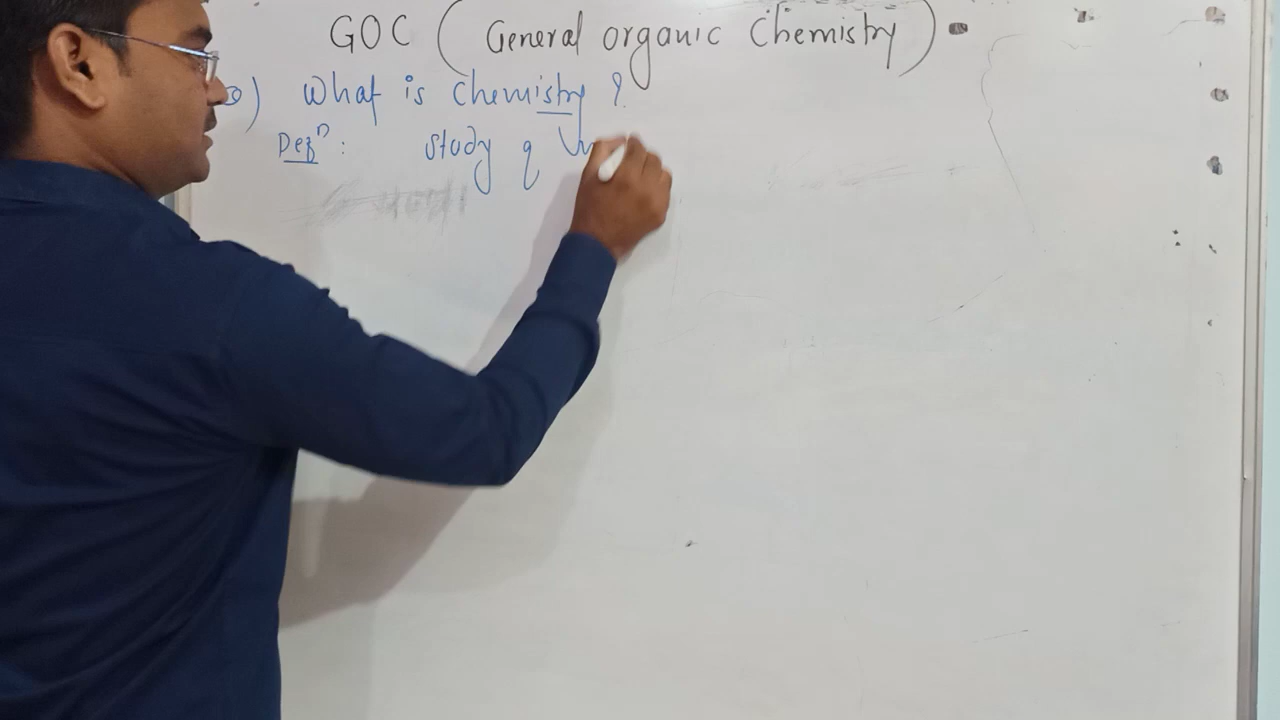 GOC ( General organic Chemistry )
) What is chemistry ?
Defn : study of